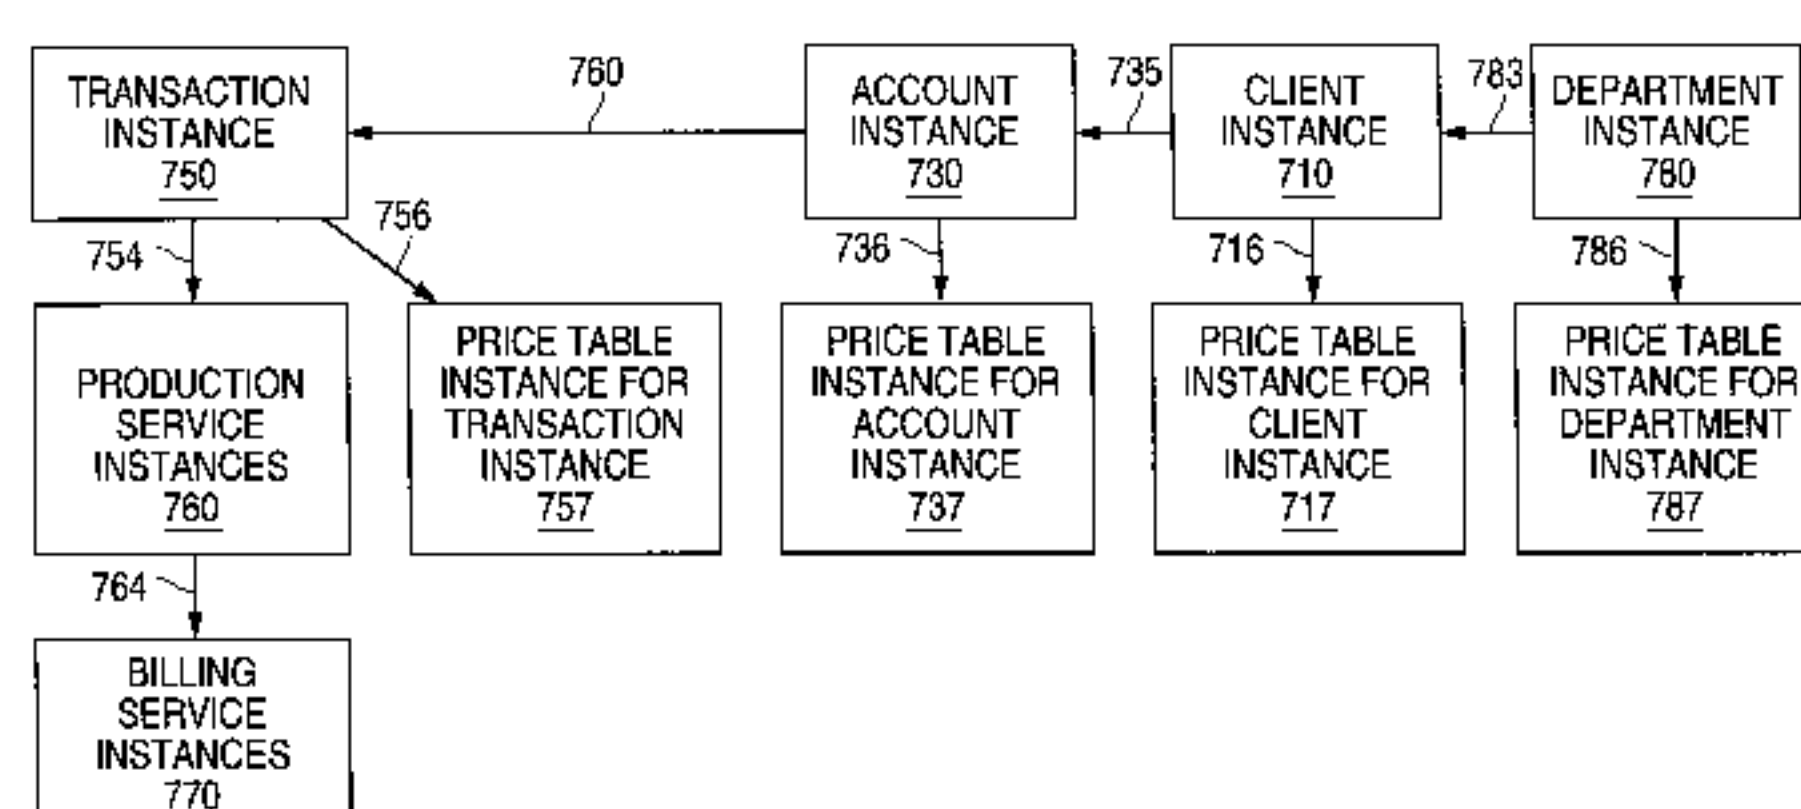 TRANSACTION
INSTANCE
750
760
ACCOUNT
INSTANCE
730
735
CLIENT
INSTANCE
710
783
DEPARTMENT
INSTANCE
780
754
756
736
716
786
PRODUCTION
SERVICE
INSTANCES
760
PRICE TABLE
INSTANCE FOR
TRANSACTION
INSTANCE
757
PRICE TABLE
INSTANCE FOR
ACCOUNT
INSTANCE
737
PRICE TABLE
INSTANCE FOR
CLIENT
INSTANCE
717
PRICE TABLE
INSTANCE FOR
DEPARTMENT
INSTANCE
787
764
BILLING
SERVICE
INSTANCES
770